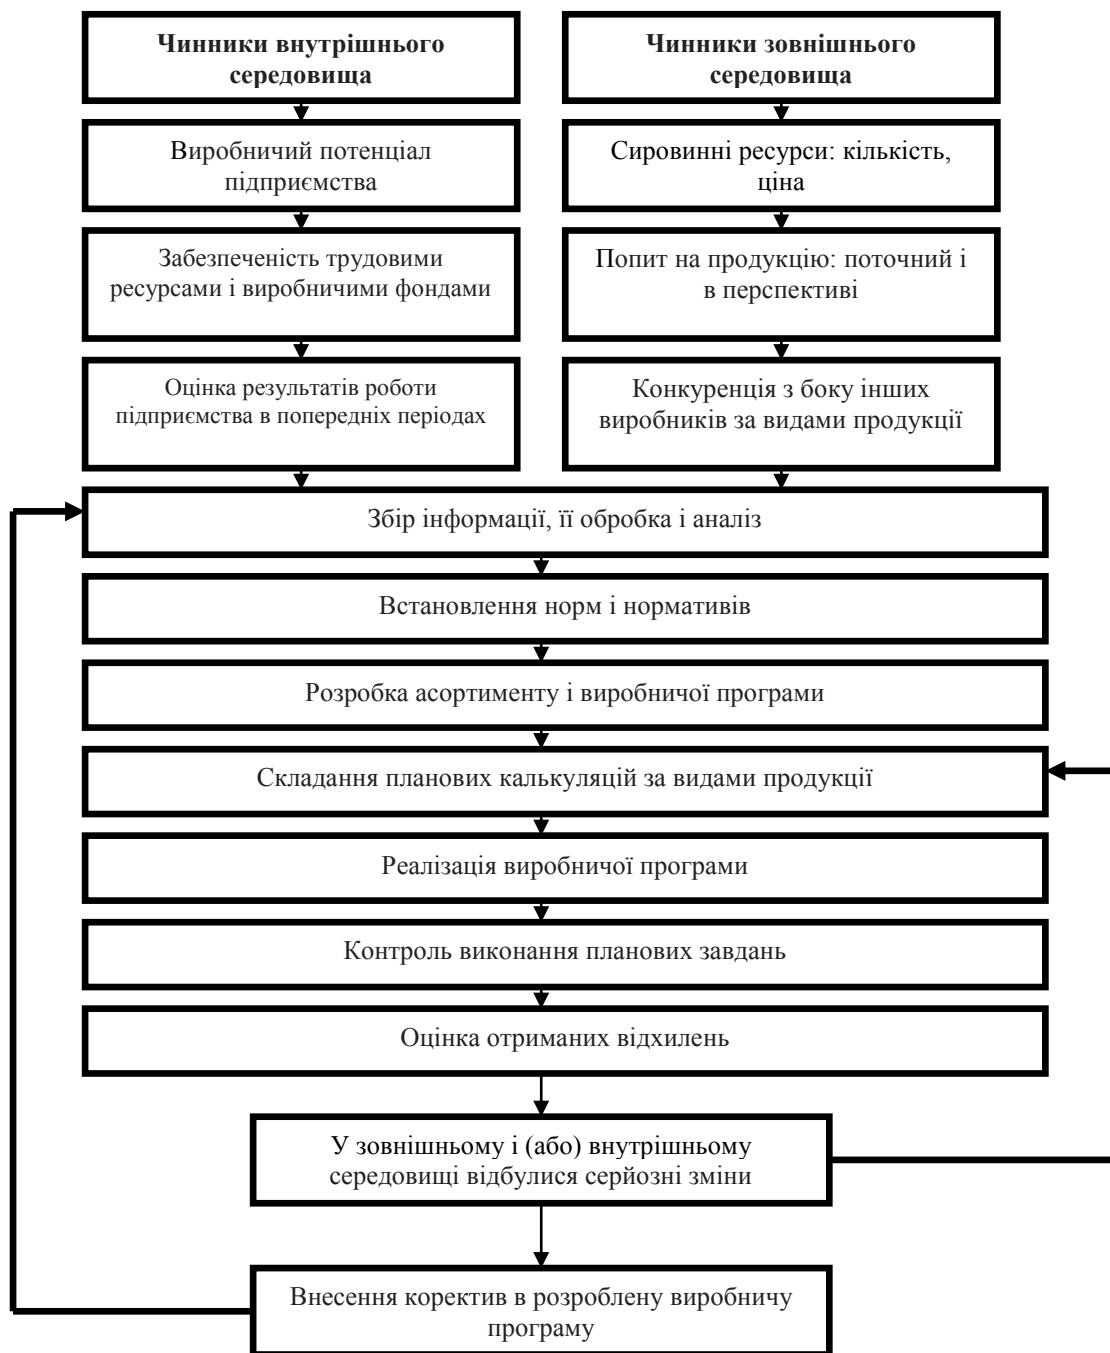 Чинники внутрішнього
середовища
Чинники зовнішнього
середовища
Виробничий потенціал
підприємства
Сировинні ресурси: кількість,
ціна
Забезпеченість трудовими
ресурсами і виробничими фондами
Попит на продукцію: поточний і
в перспективі
Оцінка результатів роботи
підприємства в попередніх періодах
Конкуренція з боку інших
виробників за видами продукції
Збір інформації, її обробка і аналіз
Встановлення норм і нормативів
Розробка асортименту і виробничої програми
Складання планових калькуляцій за видами продукції
Реалізація виробничої програми
Контроль виконання планових завдань
Оцінка отриманих відхилень
У зовнішньому і (або) внутрішньому
середовищі відбулися серйозні зміни
Внесення коректив в розроблену виробничу
програму